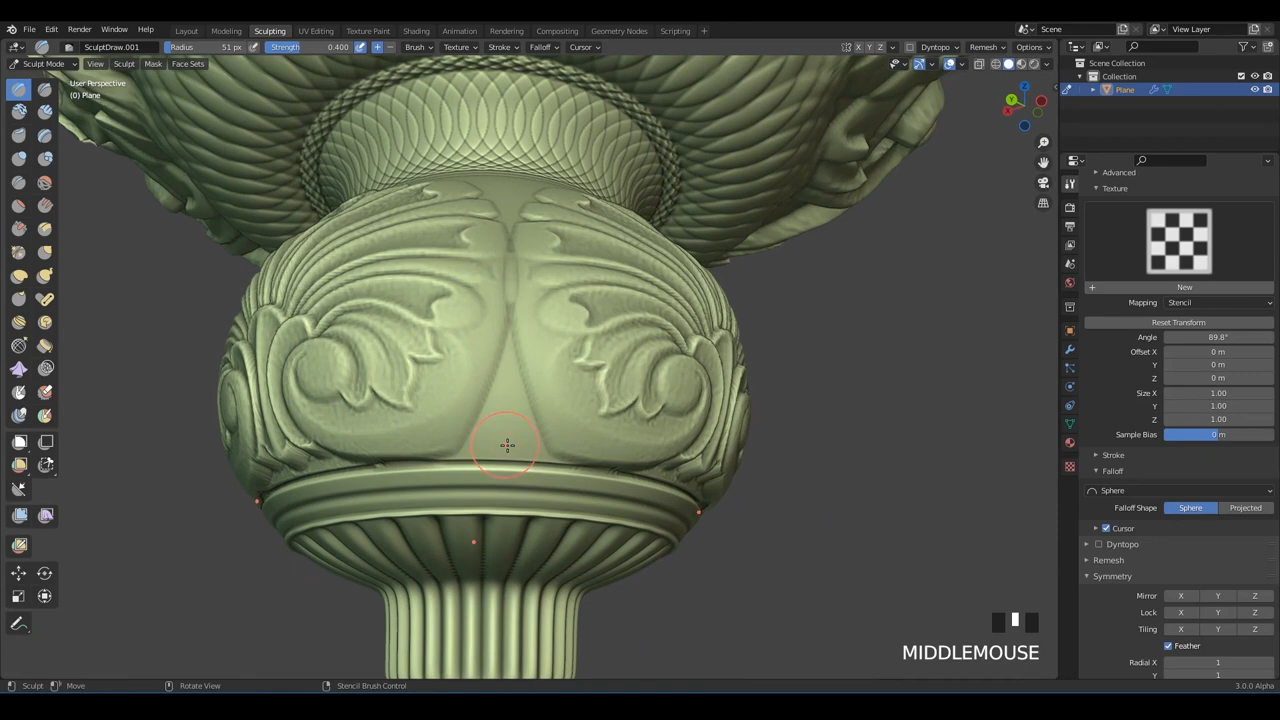 File Edit Render Window Help Layout Modeling Sculpting UV Editing Texture Paint Shading Animation Rendering Compositing Geometry Nodes Scripting + Scene View Layer
SculptDraw.001 Radius 51 px Strength 0.400 Brush Texture Stroke Falloff Cursor X Y Z Dyntopo Remesh Options
Sculpt Mode View Sculpt Mask Face Sets
User Perspective
(0) Plane
Scene Collection
Collection
Plane
Advanced
Texture
+ New
Mapping Stencil
Reset Transform
Angle 89.8°
Offset X 0 m
Y 0 m
Z 0 m
Size X 1.00
Y 1.00
Z 1.00
Sample Bias 0 m
Stroke
Falloff
Sphere
Falloff Shape Sphere Projected
Cursor
Dyntopo
Remesh
Symmetry
Mirror X Y Z
Lock X Y Z
Tiling X Y Z
Feather
Radial X 1
Y 1
MIDDLEMOUSE
Sculpt Move Rotate View Stencil Brush Control 3.0.0 Alpha